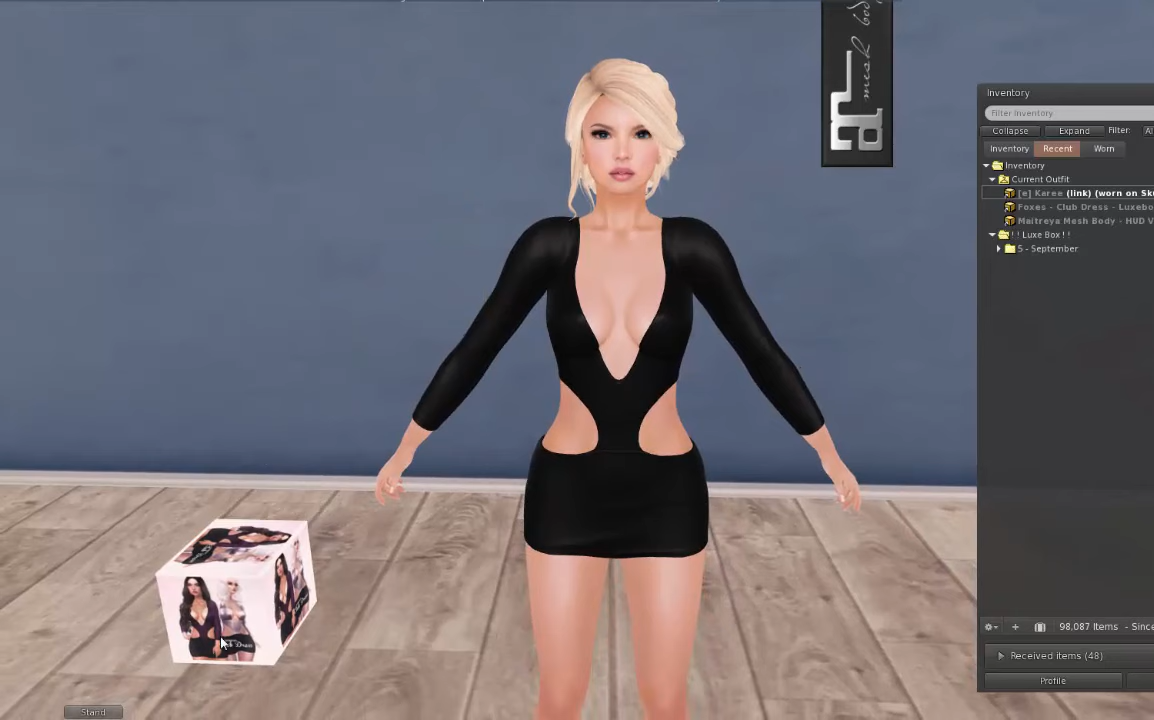 mesh body
Inventory
Filter Inventory
Collapse Expand Filter:
Inventory Recent Worn
Inventory
Current Outfit
[e] Karee (link) (worn on
Foxes - Club Dress -
Maitreya Mesh Body - HUD
! ! Luxe Box ! !
5 - September
98,087 Items - Since
Received items (48)
Profile
Stand